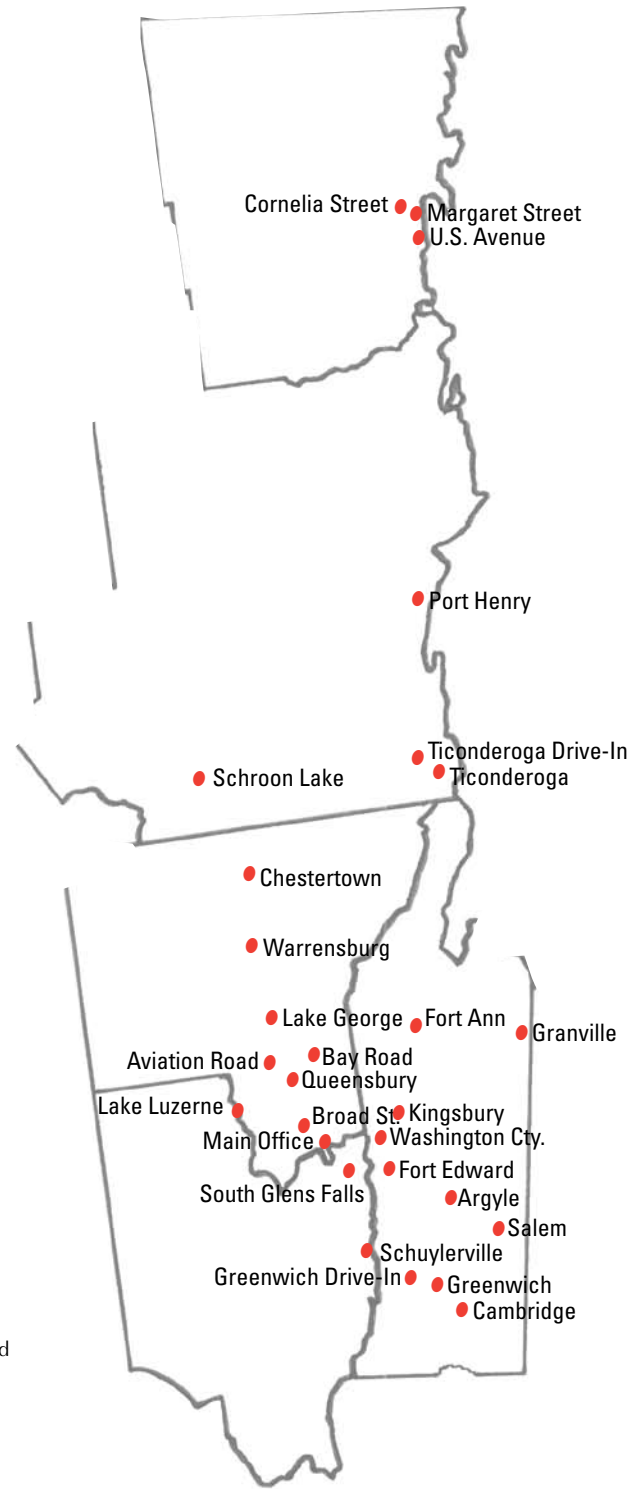 Cornelia Street
Margaret Street
U.S. Avenue
Port Henry
Ticonderoga Drive-In
Ticonderoga
Schroon Lake
Chestertown
Warrensburg
Lake George
Fort Ann
Granville
Bay Road
Aviation Road
Queensbury
Lake Luzerne
Broad St.
Kingsbury
Main Office
Washington Cty.
Fort Edward
South Glens Falls
Argyle
Salem
Schuylerville
Greenwich Drive-In
Greenwich
Cambridge
d